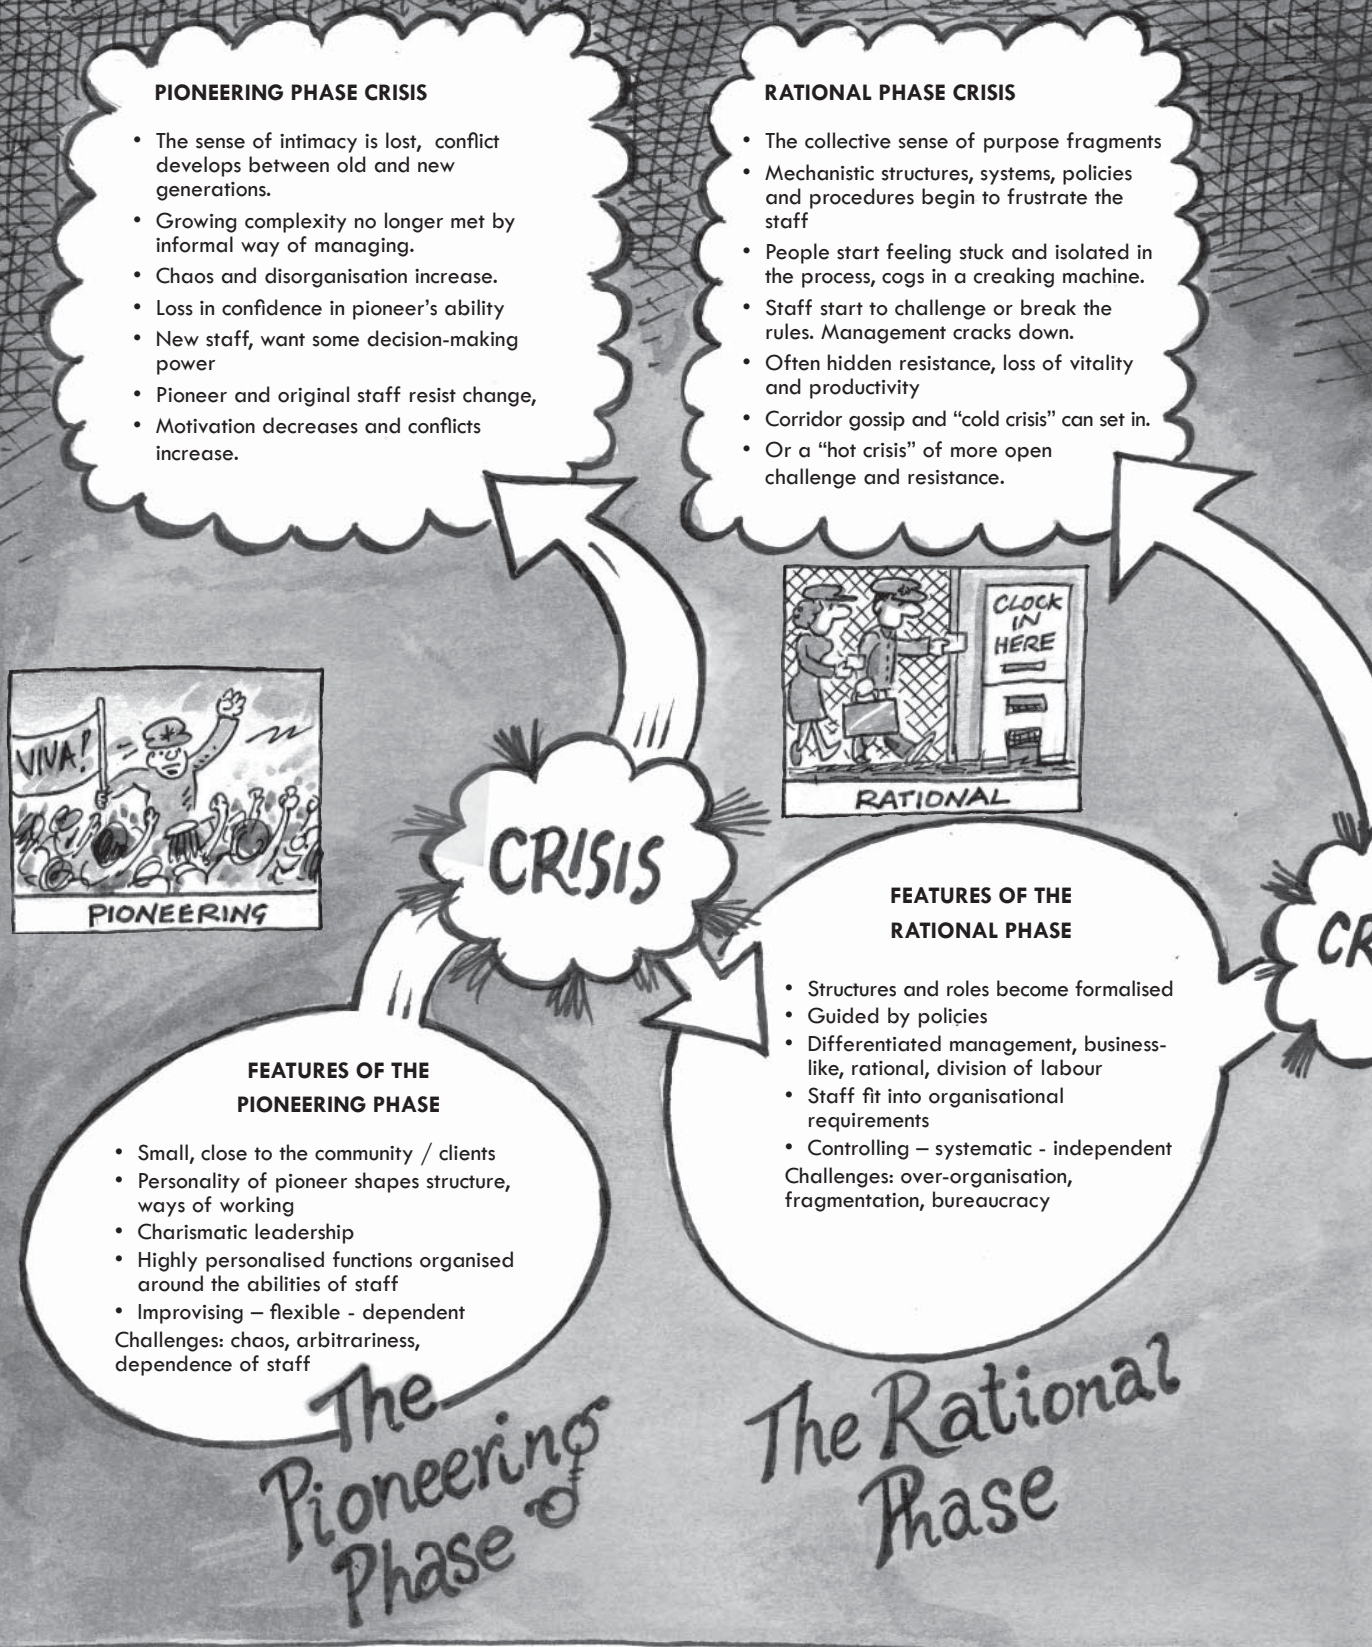 PIONEERING PHASE CRISIS
• The sense of intimacy is lost, conflict
develops between old and new
generations.
• Growing complexity no longer met by
informal way of managing.
• Chaos and disorganisation increase.
• Loss in confidence in pioneer’s ability
• New staff, want some decision-making
power
• Pioneer and original staff resist change,
• Motivation decreases and conflicts
increase.
RATIONAL PHASE CRISIS
• The collective sense of purpose fragments
• Mechanistic structures, systems, policies
and procedures begin to frustrate the
staff
• People start feeling stuck and isolated in
the process, cogs in a creaking machine.
• Staff start to challenge or break the
rules. Management cracks down.
• Often hidden resistance, loss of vitality
and productivity
• Corridor gossip and “cold crisis” can set in.
• Or a “hot crisis” of more open
challenge and resistance.
CLOCK
IN
HERE
RATIONAL
VIVA!
PIONEERING
CRISIS
CR
FEATURES OF THE
PIONEERING PHASE
• Small, close to the community / clients
• Personality of pioneer shapes structure,
ways of working
• Charismatic leadership
• Highly personalised functions organised
around the abilities of staff
• Improvising – flexible - dependent
Challenges: chaos, arbitrariness,
dependence of staff
FEATURES OF THE
RATIONAL PHASE
• Structures and roles become formalised
• Guided by policies
• Differentiated management, business-
like, rational, division of labour
• Staff fit into organisational
requirements
• Controlling – systematic - independent
Challenges: over-organisation,
fragmentation, bureaucracy
The
Pioneering
Phase
The Rational
Phase